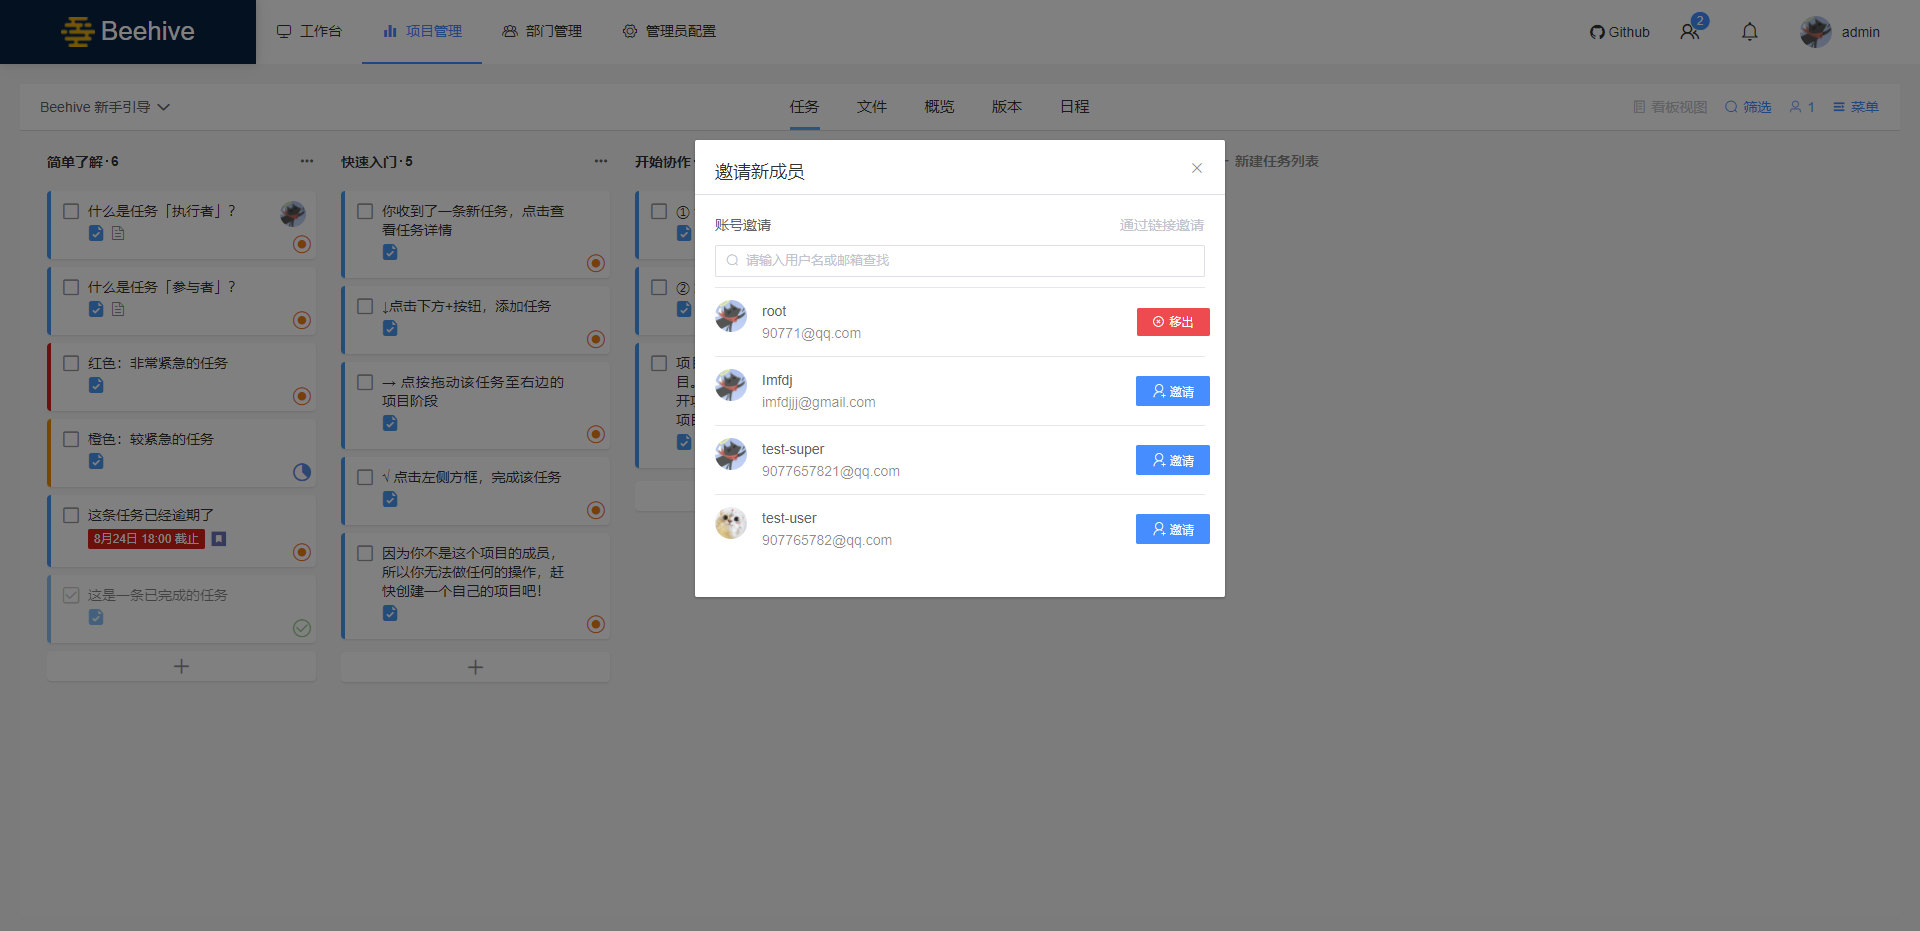 Beehive
工作台
项目管理
部门管理
管理员配置
Github
2
admin
Beehive 新手引导
任务
文件
概览
版本
日程
看板视图
筛选
1
菜单
简单了解·6
什么是任务「执行者」?
什么是任务「参与者」?
红色：非常紧急的任务
橙色：较紧急的任务
这条任务已经逾期了
8月24日 18:00 截止
这是一条已完成的任务
快速入门·5
你收到了一条新任务，点击查
看任务详情
↓点击下方+按钮，添加任务
→ 点按拖动该任务至右边的
项目阶段
√ 点击左侧方框，完成该任务
因为你不是这个项目的成员，
所以你无法做任何的操作，赶
快创建一个自己的项目吧！
开始协作·
①
②
项目
目。
开项
项目
新建任务列表
邀请新成员
账号邀请
通过链接邀请
请输入用户名或邮箱查找
root
90771@qq.com
移出
Imfdj
imfdjjj@gmail.com
邀请
test-super
9077657821@qq.com
邀请
test-user
907765782@qq.com
邀请